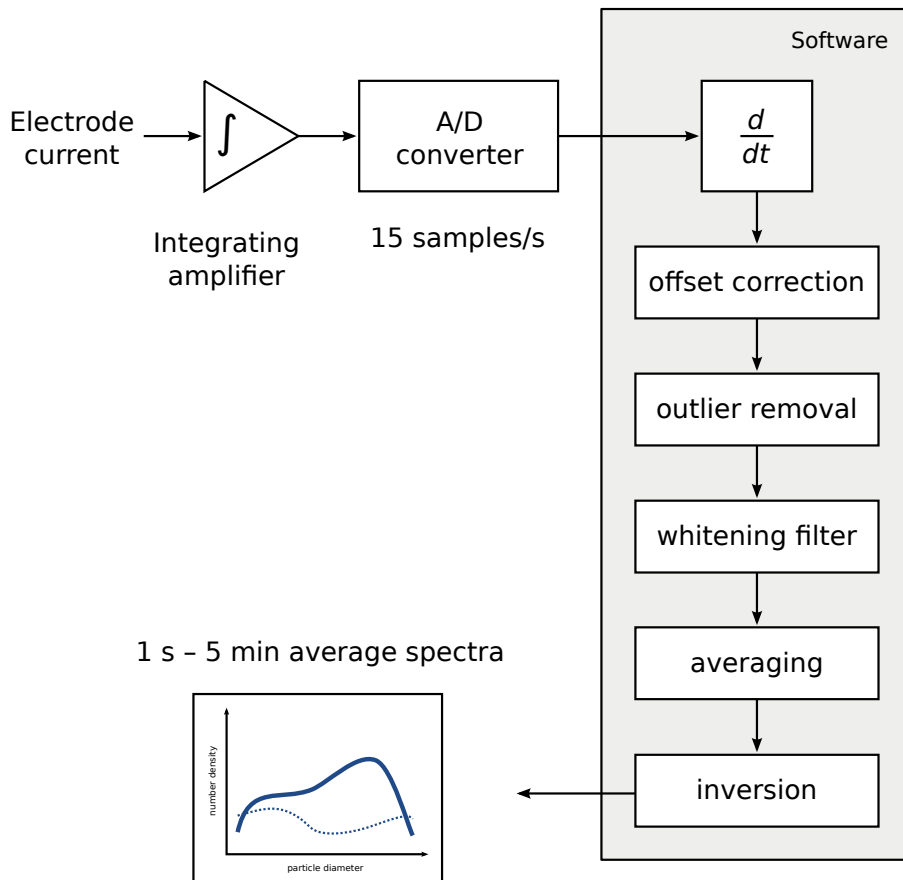 Software
Electrode
current
∫
A/D
converter
d
dt
Integrating
amplifier
15 samples/s
offset correction
outlier removal
whitening filter
averaging
inversion
1 s – 5 min average spectra
number density
particle diameter